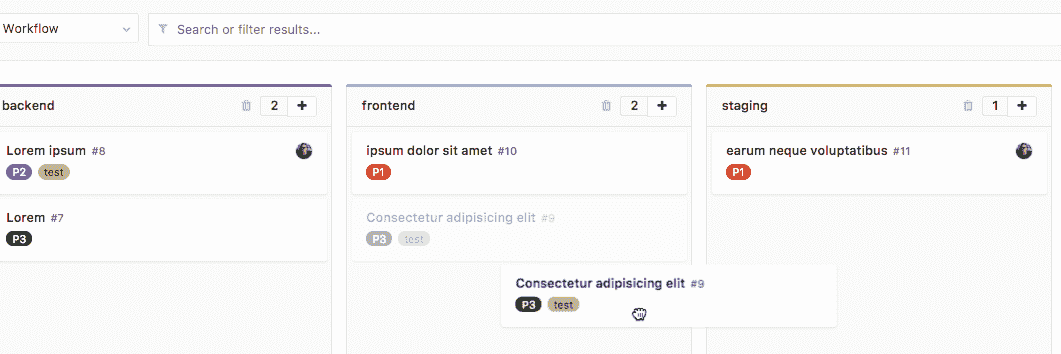 Workflow
Search or filter results...
backend 2 +
Lorem ipsum #8
P2 test
Lorem #7
P3
frontend 2 +
ipsum dolor sit amet #10
P1
Consectetur adipisicing elit #9
P3 test
Consectetur adipisicing elit #9
P3 test
staging 1 +
earum neque voluptatibus #11
P1